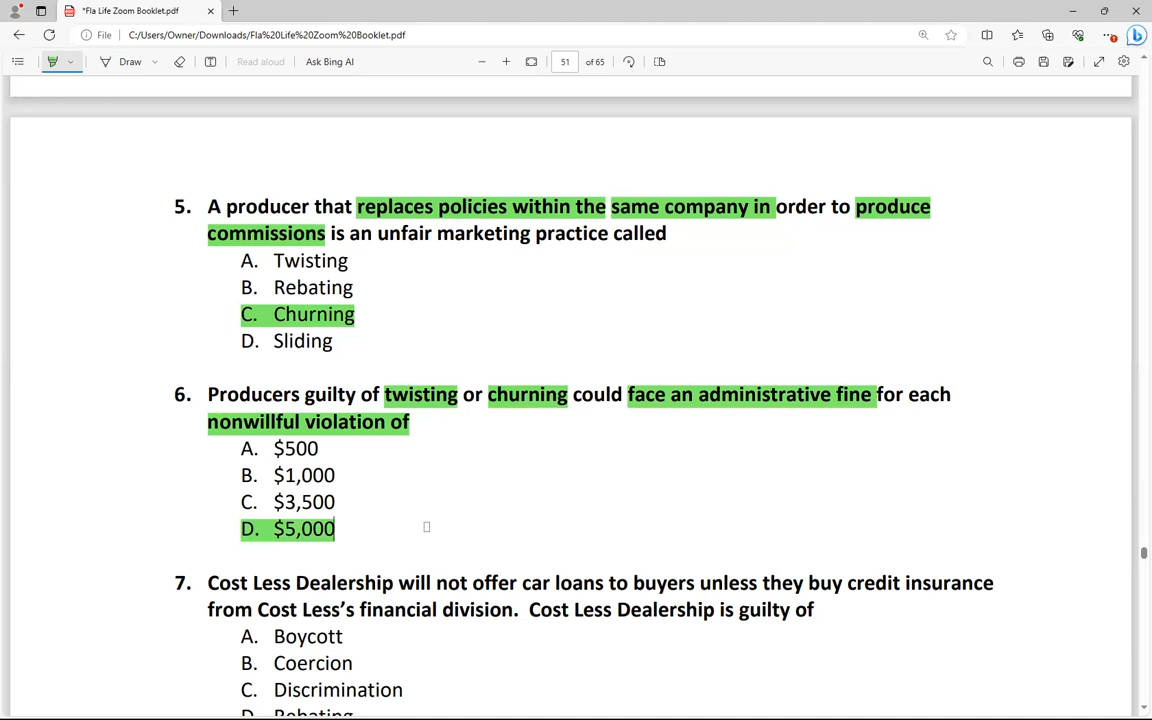 *Fla Life Zoom Booklet.pdf
File C:/Users/Owner/Downloads/Fla%20Life%20Zoom%20Booklet.pdf
Draw Read aloud Ask Bing AI 51 of 65
5. A producer that replaces policies within the same company in order to produce
commissions is an unfair marketing practice called
A. Twisting
B. Rebating
C. Churning
D. Sliding
6. Producers guilty of twisting or churning could face an administrative fine for each
nonwillful violation of
A. $500
B. $1,000
C. $3,500
D. $5,000
7. Cost Less Dealership will not offer car loans to buyers unless they buy credit insurance
from Cost Less’s financial division. Cost Less Dealership is guilty of
A. Boycott
B. Coercion
C. Discrimination
D. Rebating